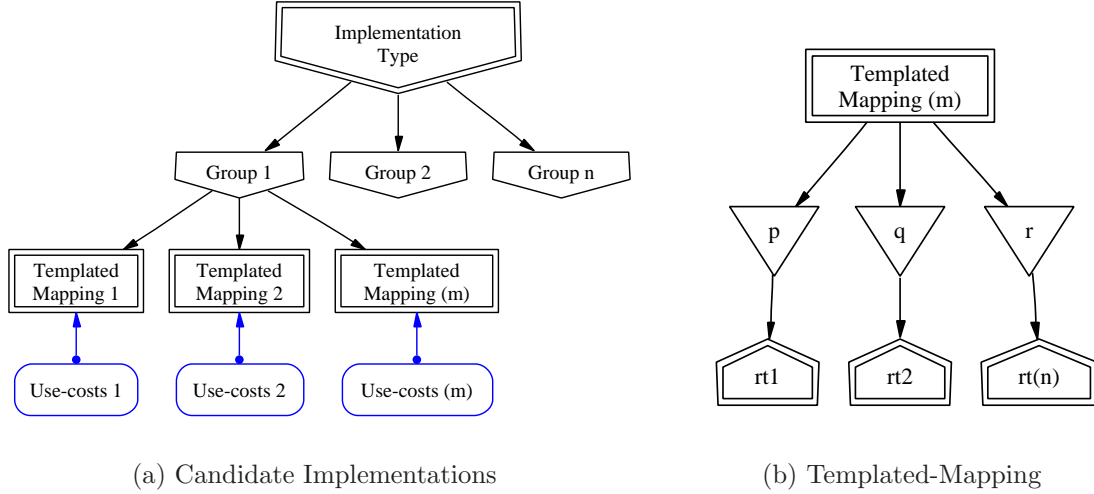 Implementation
Type
Group 1
Group 2
Group n
Templated
Mapping 1
Templated
Mapping 2
Templated
Mapping (m)
Use-costs 1
Use-costs 2
Use-costs (m)
(a) Candidate Implementations
Templated
Mapping (m)
p
q
r
rt1
rt2
rt(n)
(b) Templated-Mapping